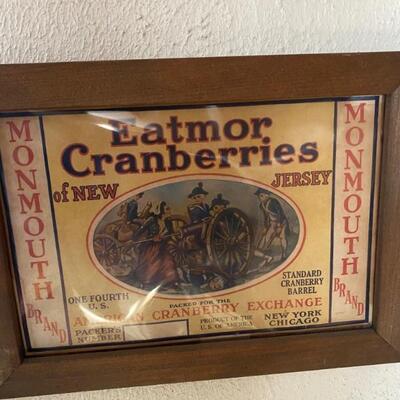 Eatmor
Cranberries
of NEW JERSEY
MONMOUTH
BRAND
MONMOUTH
BRAND
ONE FOURTH
U.S.
STANDARD
CRANBERRY
BARREL
PACKED FOR THE
AMERICAN CRANBERRY EXCHANGE
PACKER'S
NUMBER
PRODUCT OF THE
U.S. OF AMERICA
NEW YORK
CHICAGO